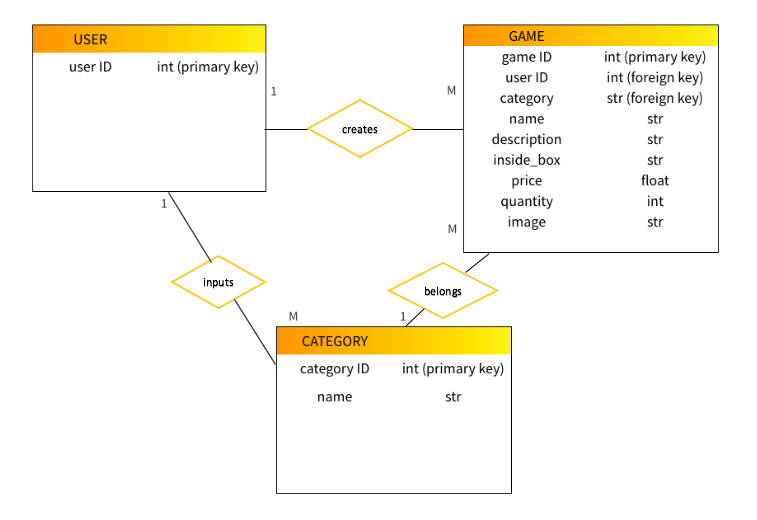 USER
user ID int (primary key)
1
creates
M
GAME
game ID int (primary key)
user ID int (foreign key)
category str (foreign key)
name str
description str
inside_box str
price float
quantity int
image str
1
inputs
M
M
belongs
1
CATEGORY
category ID int (primary key)
name str